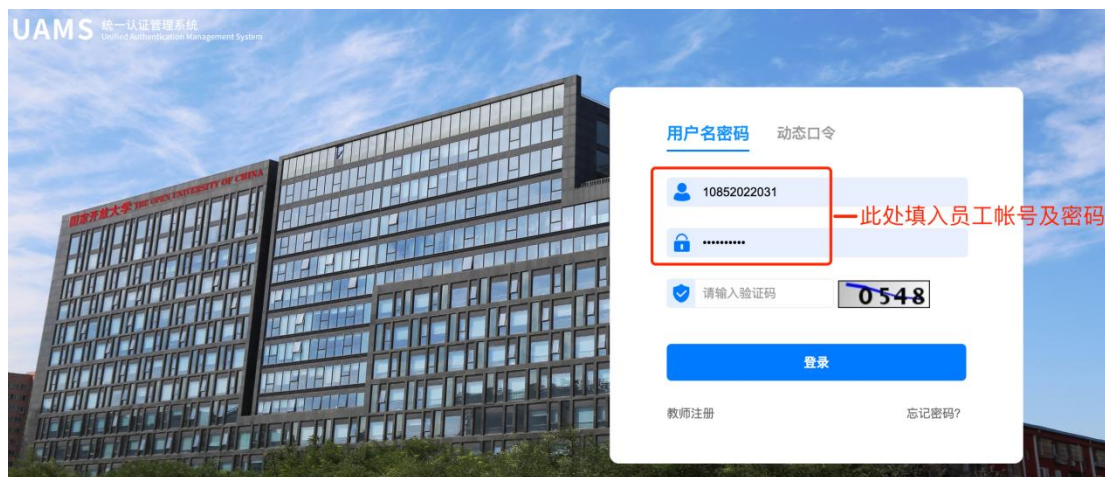 UAMS 统一认证管理系统
Unified Authentication Management System
国家开放大学 THE OPEN UNIVERSITY OF CHINA
用户名密码 动态口令
10852022031
此处填入员工帐号及密码
••••••••••
请输入验证码 0548
登录
教师注册 忘记密码?